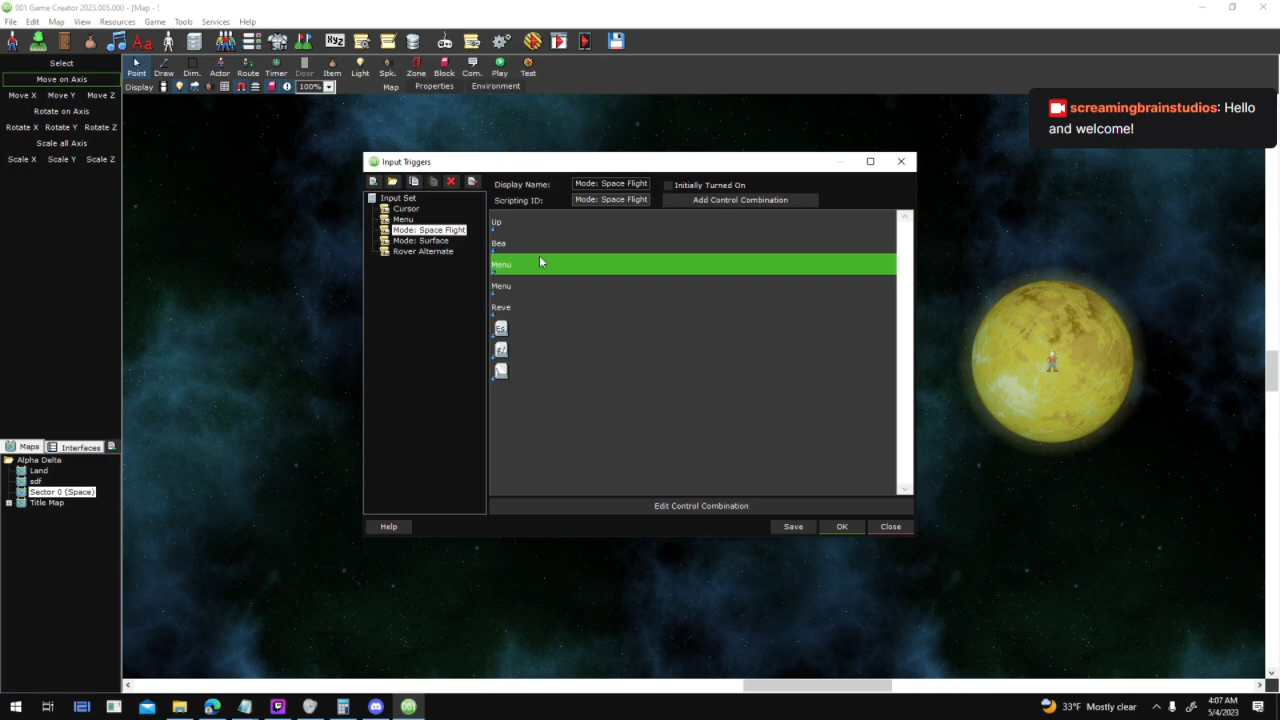 001 Game Creator 2023.005.000 - [Map - !
File Edit Map View Resources Game Tools Services Help
Select
Move on Axis
Move X Move Y Move Z
Rotate on Axis
Rotate X Rotate Y Rotate Z
Scale all Axis
Scale X Scale Y Scale Z
Point Draw Dim. Actor Route Timer Door Item Light Spk. Zone Block Com. Play Test
Display 100% Map Properties Environment
screamingbrainstudios: Hello
and welcome!
Input Triggers
Display Name: Mode: Space Flight Initially Turned On
Scripting ID: Mode: Space Flight Add Control Combination
Input Set
Cursor
Menu
Mode: Space Flight
Mode: Surface
Rover Alternate
Up
Bea
Menu
Menu
Reve
Es
Edit Control Combination
Help Save OK Close
Maps Interfaces
Alpha Delta
Land
sdf
Sector 0 (Space)
Title Map
33°F Mostly clear
4:07 AM
5/4/2023